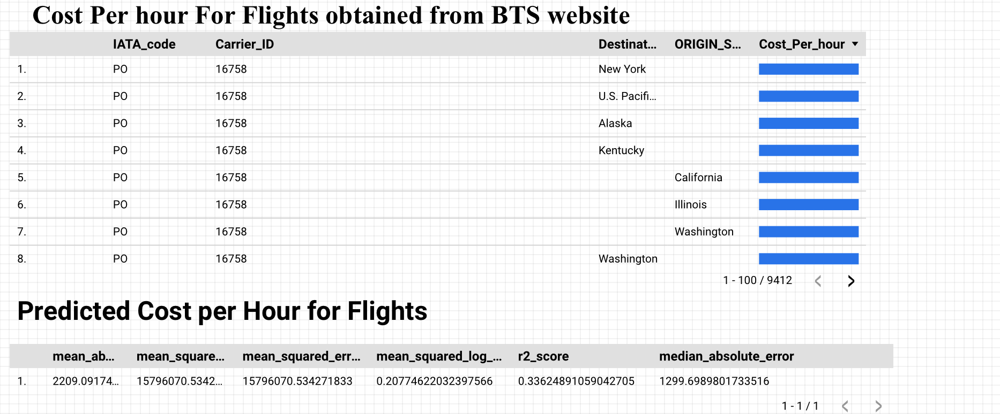 Cost Per hour For Flights obtained from BTS website
IATA_code Carrier_ID Destinat... ORIGIN_S... Cost_Per_hour
1. PO 16758 New York
2. PO 16758 U.S. Pacifi...
3. PO 16758 Alaska
4. PO 16758 Kentucky
5. PO 16758 California
6. PO 16758 Illinois
7. PO 16758 Washington
8. PO 16758 Washington
1 - 100 / 9412
Predicted Cost per Hour for Flights
mean_ab... mean_square... mean_squared_err... mean_squared_log_... r2_score median_absolute_error
1. 2209.09174... 15796070.5342... 15796070.534271833 0.20774622032397566 0.33624891059042705 1299.6989801733516
1 - 1 / 1